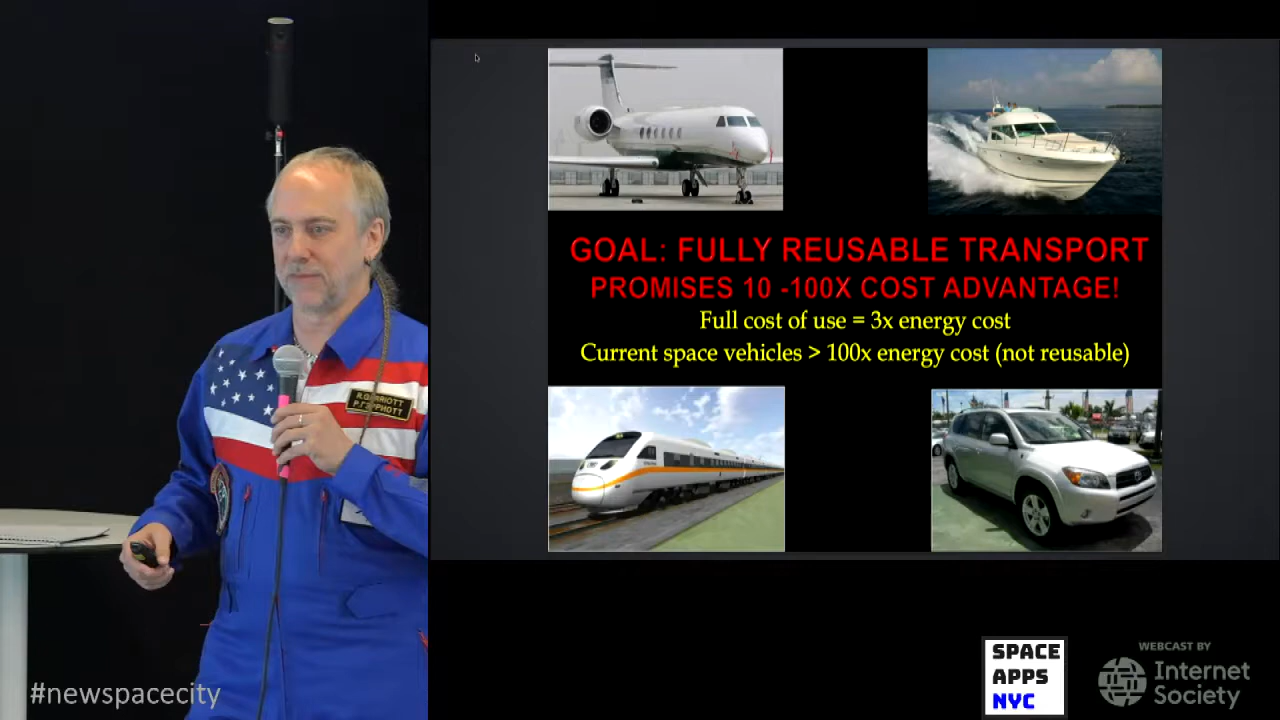 R.GARRIOTT
GOAL: FULLY REUSABLE TRANSPORT
PROMISES 10 -100X COST ADVANTAGE!
Full cost of use = 3x energy cost
Current space vehicles > 100x energy cost (not reusable)
#newspacecity
SPACE
APPS
NYC
WEBCAST BY
Internet
Society